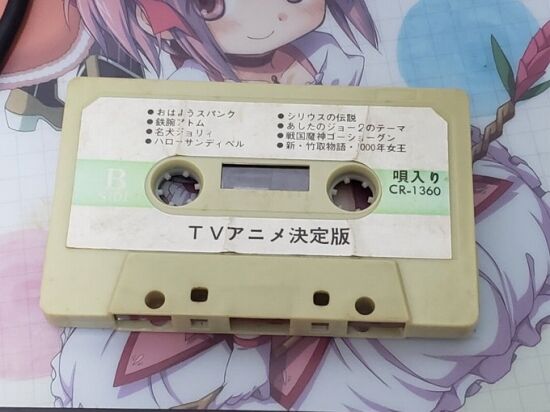 ●おはようスパンク
●鉄腕アトム
●名犬ジョリィ
●ハローサンディベル
●シリウスの伝説
●あしたのジョー2のテーマ
●戦国魔神ゴーショーグン
●新・竹取物語・1000年女王
B
SIDE
唄入り
CR-1360
TVアニメ決定版